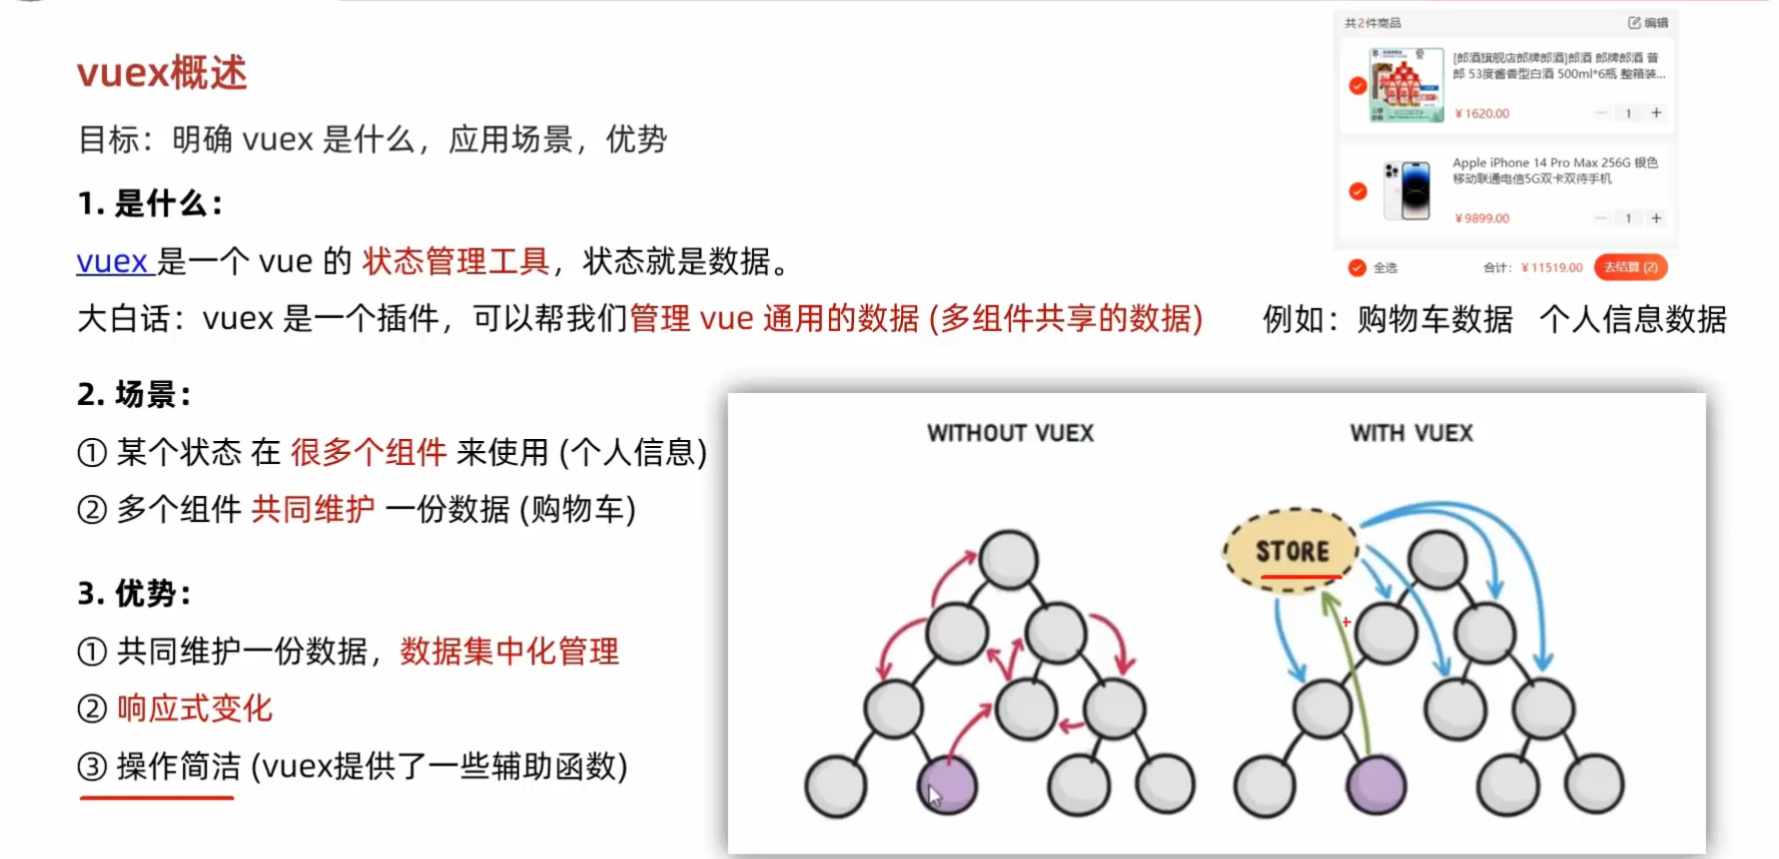 vuex概述
目标：明确 vuex 是什么，应用场景，优势
1. 是什么：
vuex 是一个 vue 的 状态管理工具，状态就是数据。
大白话：vuex 是一个插件，可以帮我们管理 vue 通用的数据 (多组件共享的数据)
例如：购物车数据 个人信息数据
共2件商品
编辑
[郎酒旗舰店郎牌郎酒]郎酒 郎牌郎酒 普
郎 53度酱香型白酒 500ml*6瓶 整箱装...
¥1620.00
1
Apple iPhone 14 Pro Max 256G 银色
移动联通电信5G双卡双待手机
¥9899.00
1
全选
合计：¥11519.00
去结算 (2)
2. 场景：
① 某个状态 在 很多个组件 来使用 (个人信息)
② 多个组件 共同维护 一份数据 (购物车)
3. 优势：
① 共同维护一份数据，数据集中化管理
② 响应式变化
③ 操作简洁 (vuex提供了一些辅助函数)
WITHOUT VUEX
WITH VUEX
STORE